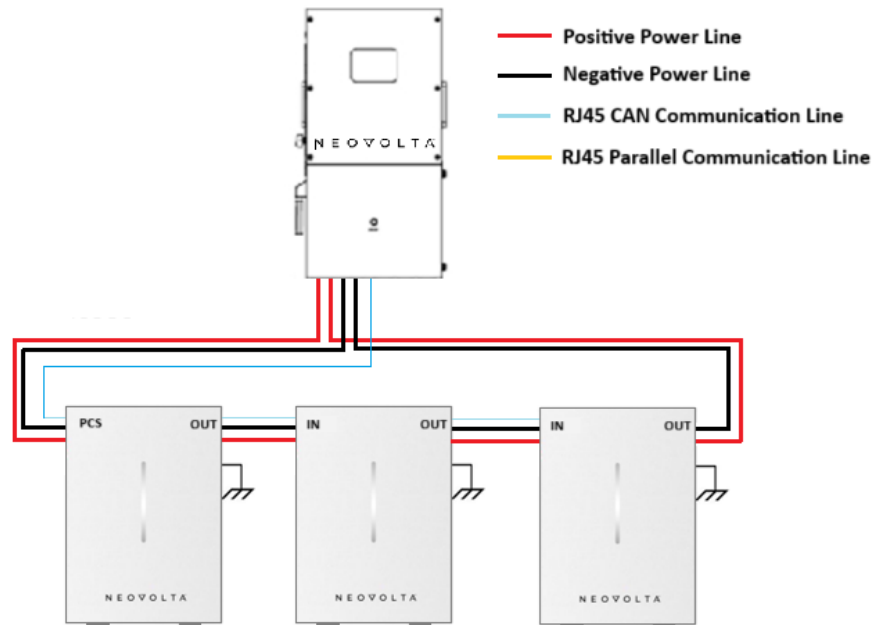 Positive Power Line
Negative Power Line
RJ45 CAN Communication Line
RJ45 Parallel Communication Line
NEOVOLTA
PCS OUT
IN OUT
IN OUT
NEOVOLTA
NEOVOLTA
NEOVOLTA